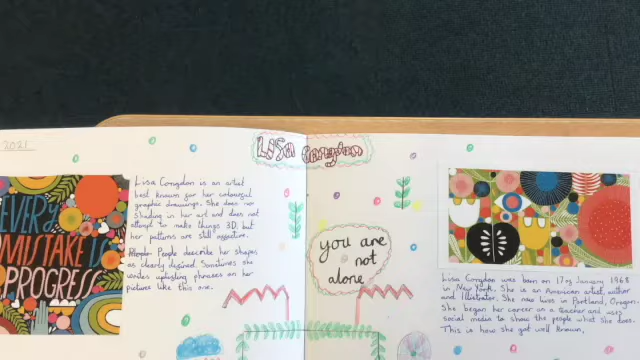 2021
Lisa Congdon
EVERY
MISTAKE IS
PROGRESS
Lisa Congdon is an artist
best known for her colourful
graphic drawings. She does no
shading in her art and does not
attempt to make things 3D, but
her patterns are still
People describe her shapes
as clearly desired. Sometimes she
writes uplifting phrases on her
pictures like this one.
you are
not
alone
Lisa Congdon was born on 17th January 1968
in New York. She is an American artist, author
and Illustrator. She now lives in Portland, Oregon.
She began her career as a teacher and uses
social media to show the people what she does.
This is how she got well known.